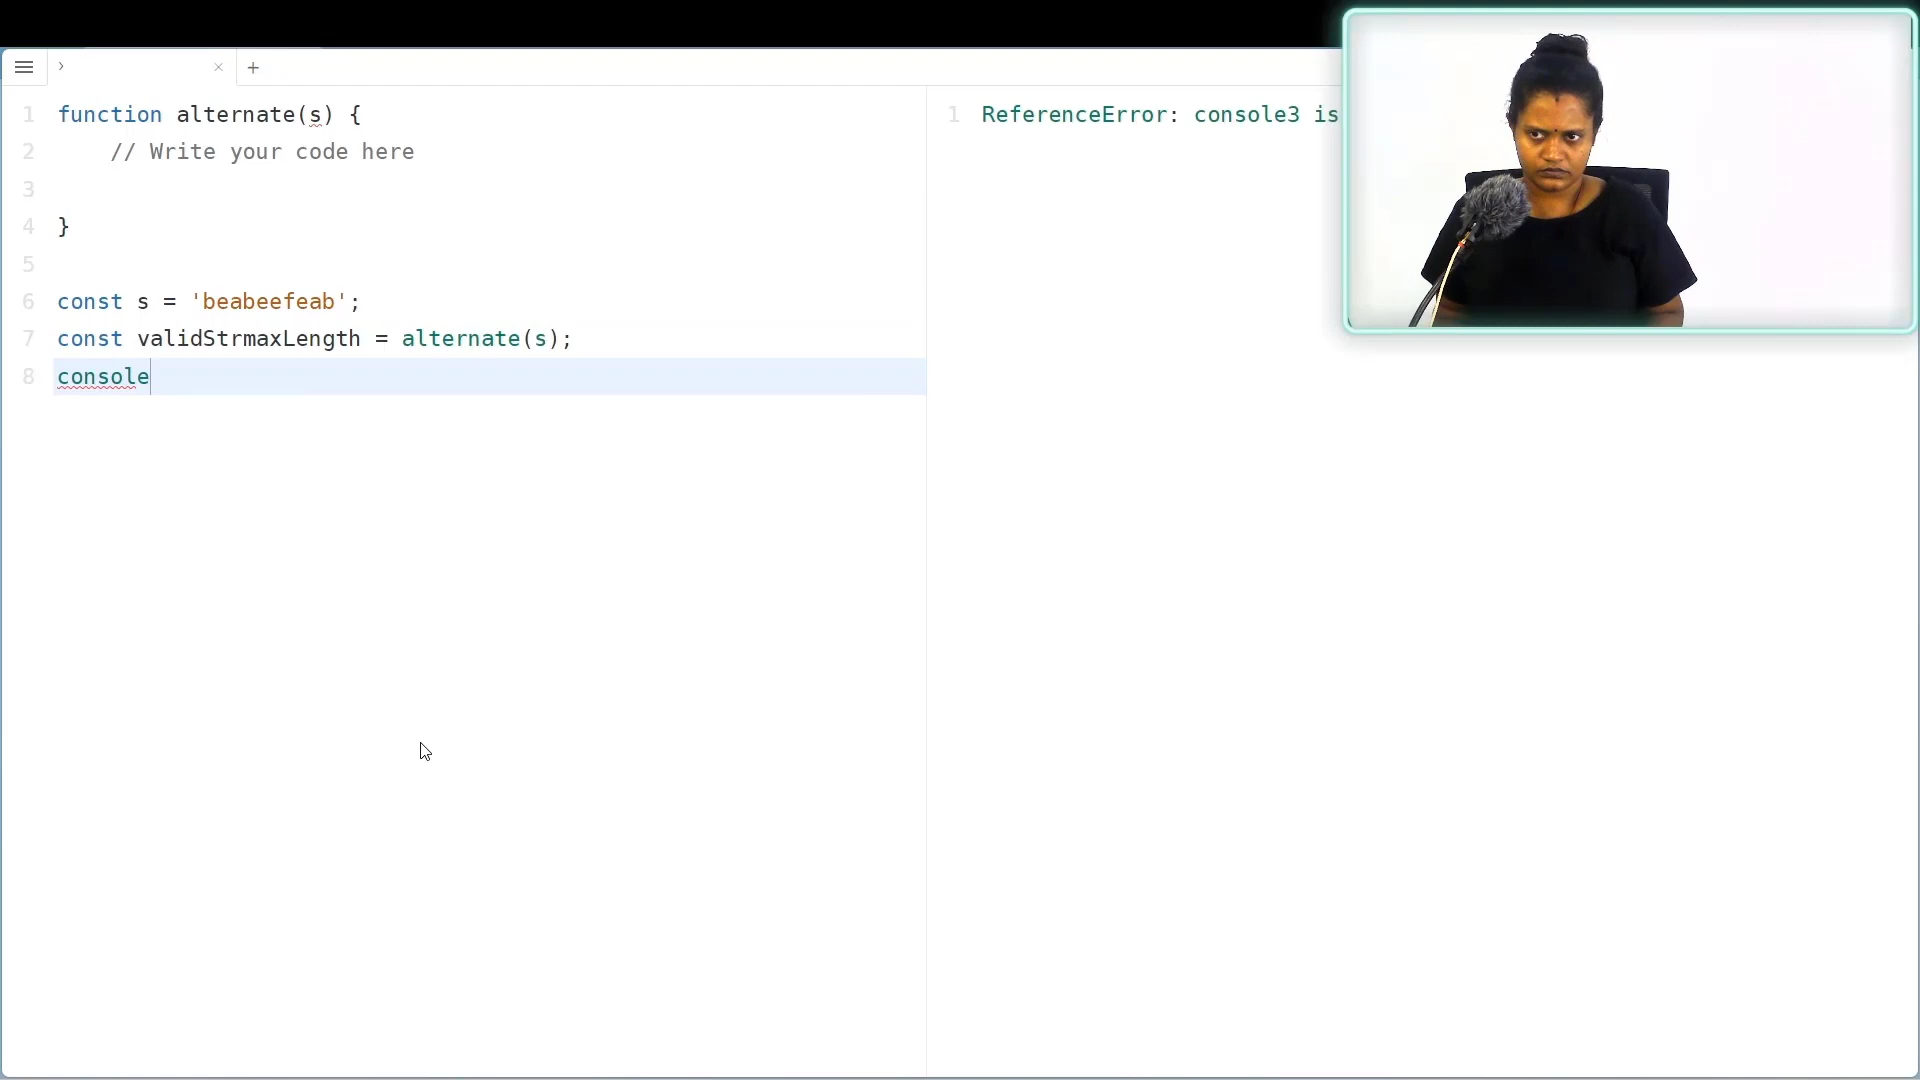 1 function alternate(s) {
2 // Write your code here
3
4 }
5
6 const s = 'beabeefeab';
7 const validStrmaxLength = alternate(s);
8 console
1 ReferenceError: console3 is